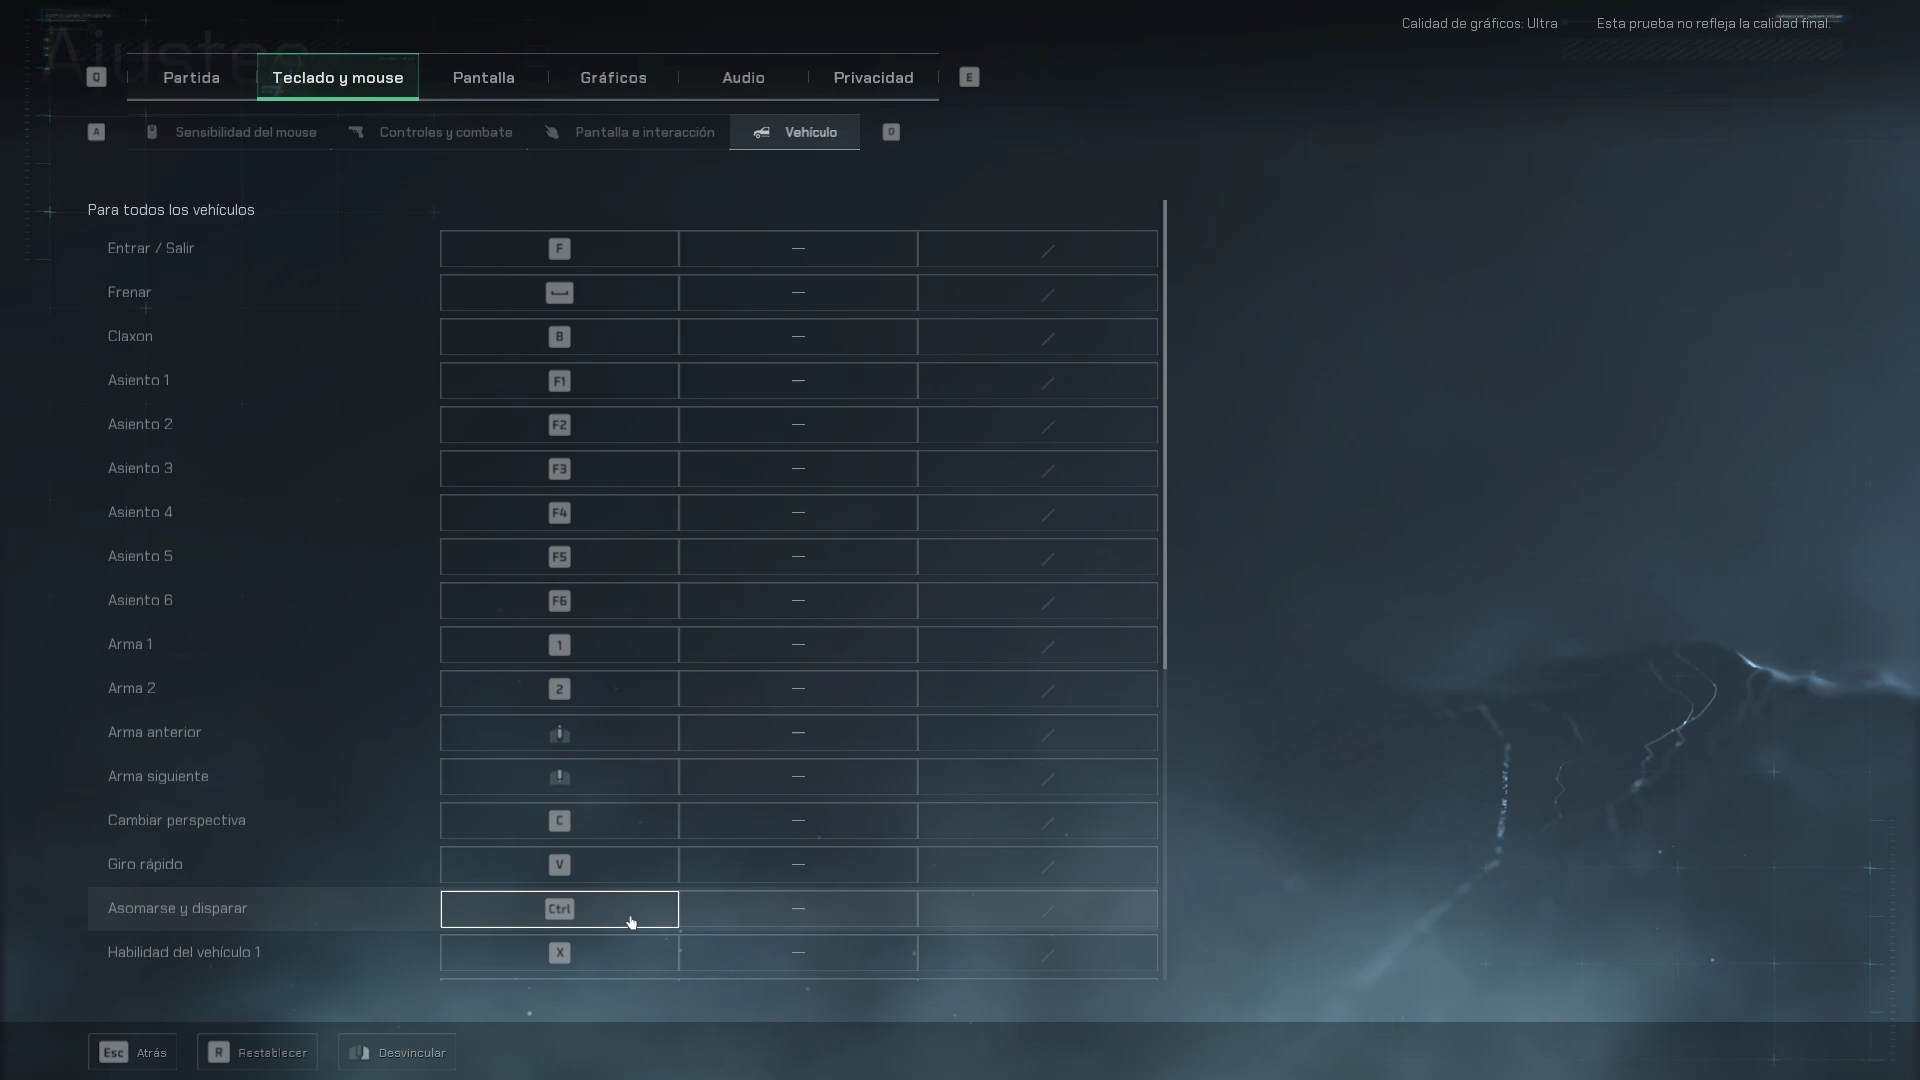 Calidad de gráficos: Ultra
Esta prueba no refleja la calidad final.
Ajustes
Q Partida Teclado y mouse Pantalla Gráficos Audio Privacidad E
A Sensibilidad del mouse Controles y combate Pantalla e interacción Vehículo D
Para todos los vehículos
Entrar / Salir F —
Frenar —
Claxon B —
Asiento 1 F1 —
Asiento 2 F2 —
Asiento 3 F3 —
Asiento 4 F4 —
Asiento 5 F5 —
Asiento 6 F6 —
Arma 1 1 —
Arma 2 2 —
Arma anterior —
Arma siguiente —
Cambiar perspectiva C —
Giro rápido V —
Asomarse y disparar Ctrl —
Habilidad del vehículo 1 X —
Esc Atrás R Restablecer Desvincular